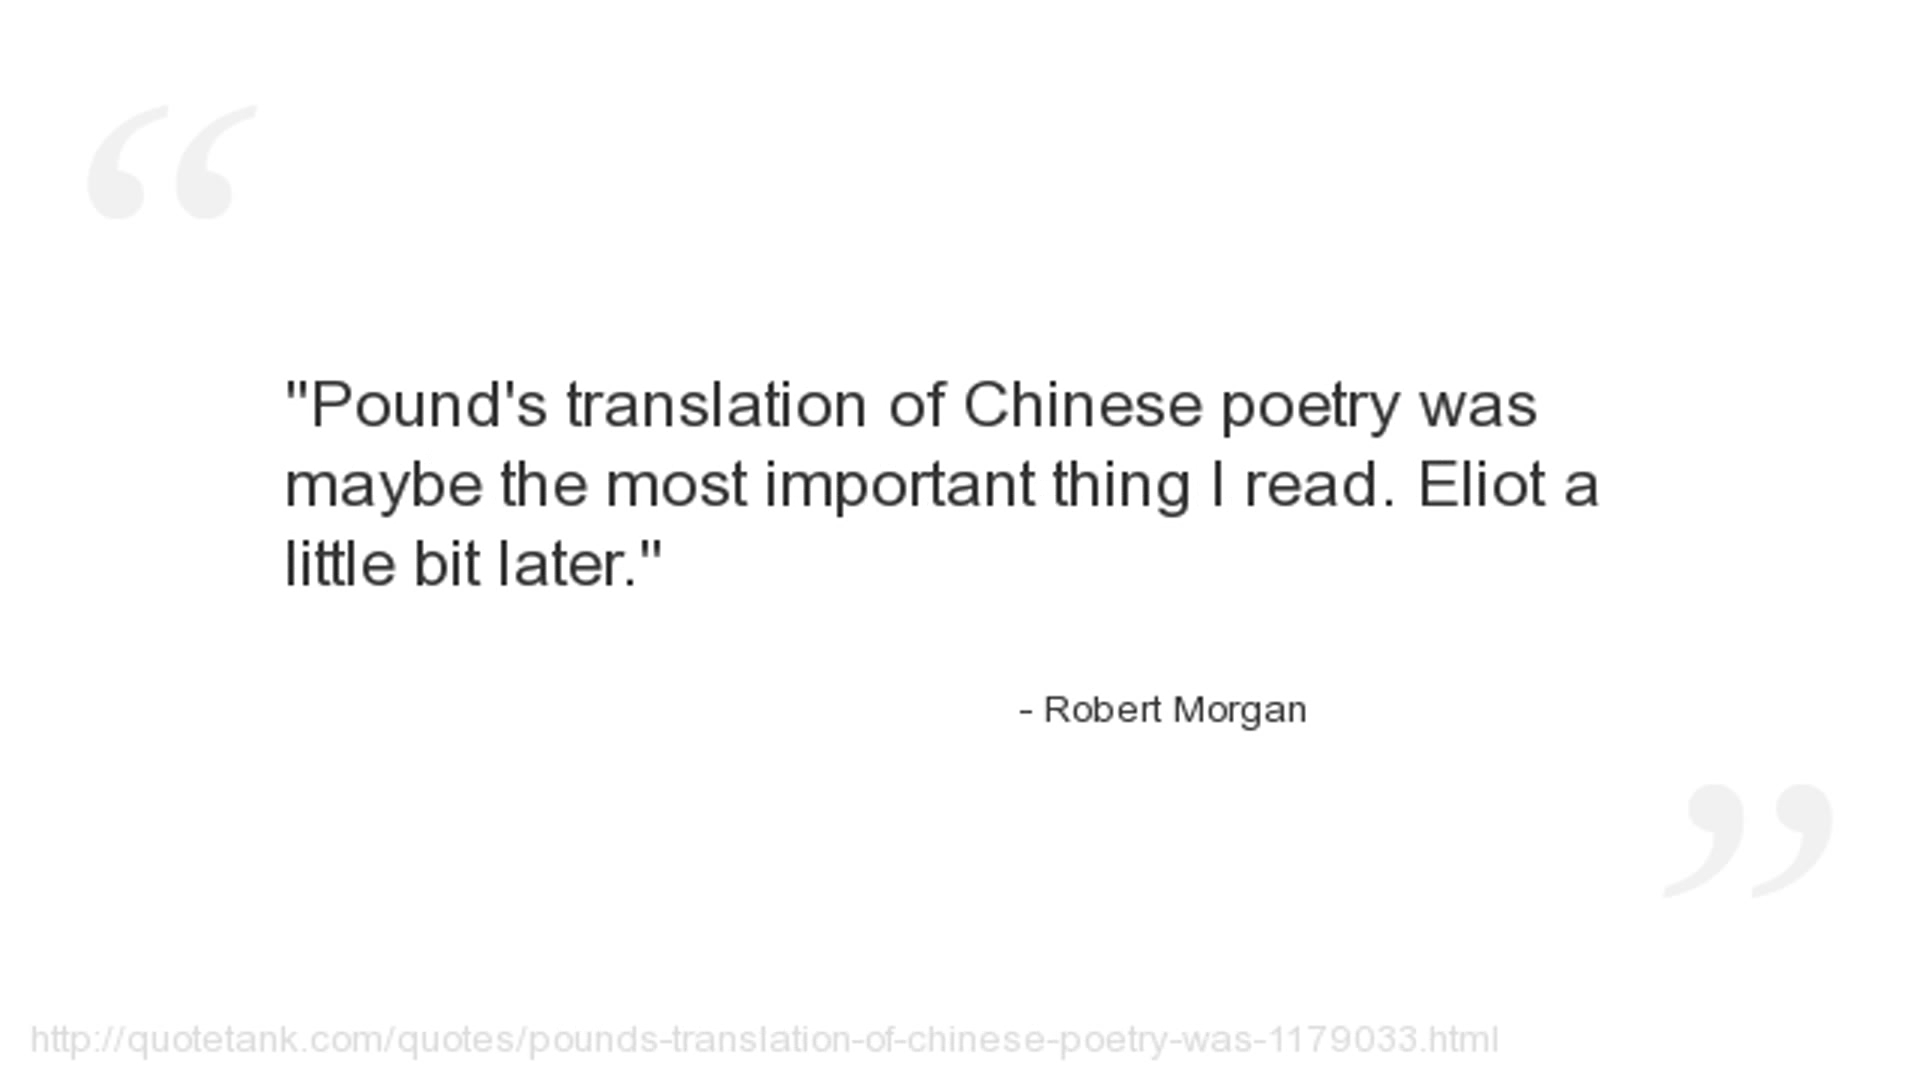 "Pound's translation of Chinese poetry was
maybe the most important thing I read. Eliot a
little bit later."
- Robert Morgan
http://quotetank.com/quotes/pounds-translation-of-chinese-poetry-was-1179033.html